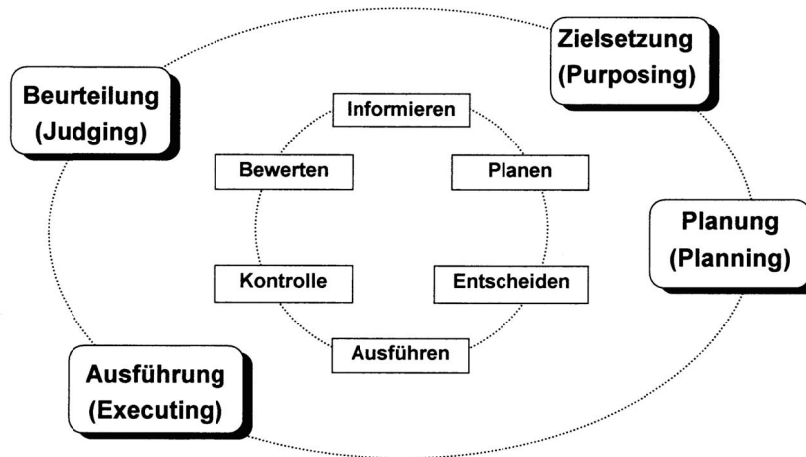 Zielsetzung
(Purposing)
Beurteilung
(Judging)
Informieren
Bewerten
Planen
Planung
(Planning)
Kontrolle
Entscheiden
Ausführen
Ausführung
(Executing)